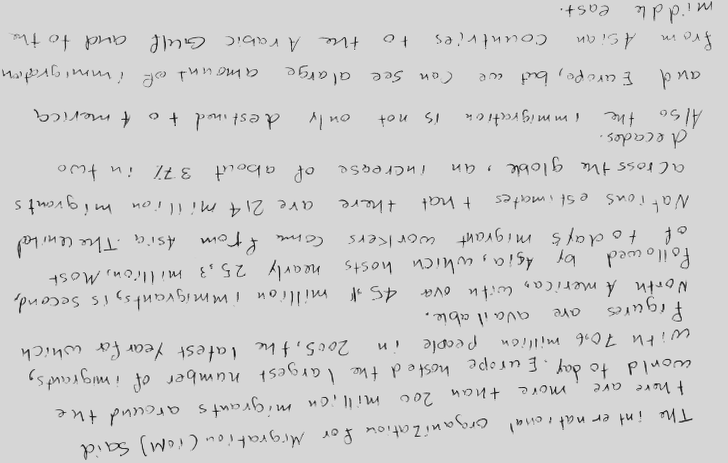 The international organization for Migration (IOM) said
there are more than 200 million migrants around the
world today. Europe hosted the largest number of imigrants,
with 70,6 million people in 2005, the latest year for which
figures are available.
North America, with over 45 million immigrants, is second,
followed by Asia, which hosts nearly 25,3 million, Most
of today's migrant workers come from Asia. The United
Nations estimates that there are 214 million migrants
across the globe, an increase of about 37% in two
decades.
Also the immigration is not only destined to America
and Europe, but we can see alarge amount of immigration
from Asian countries to the Arabic Gulf and to the
middle east.